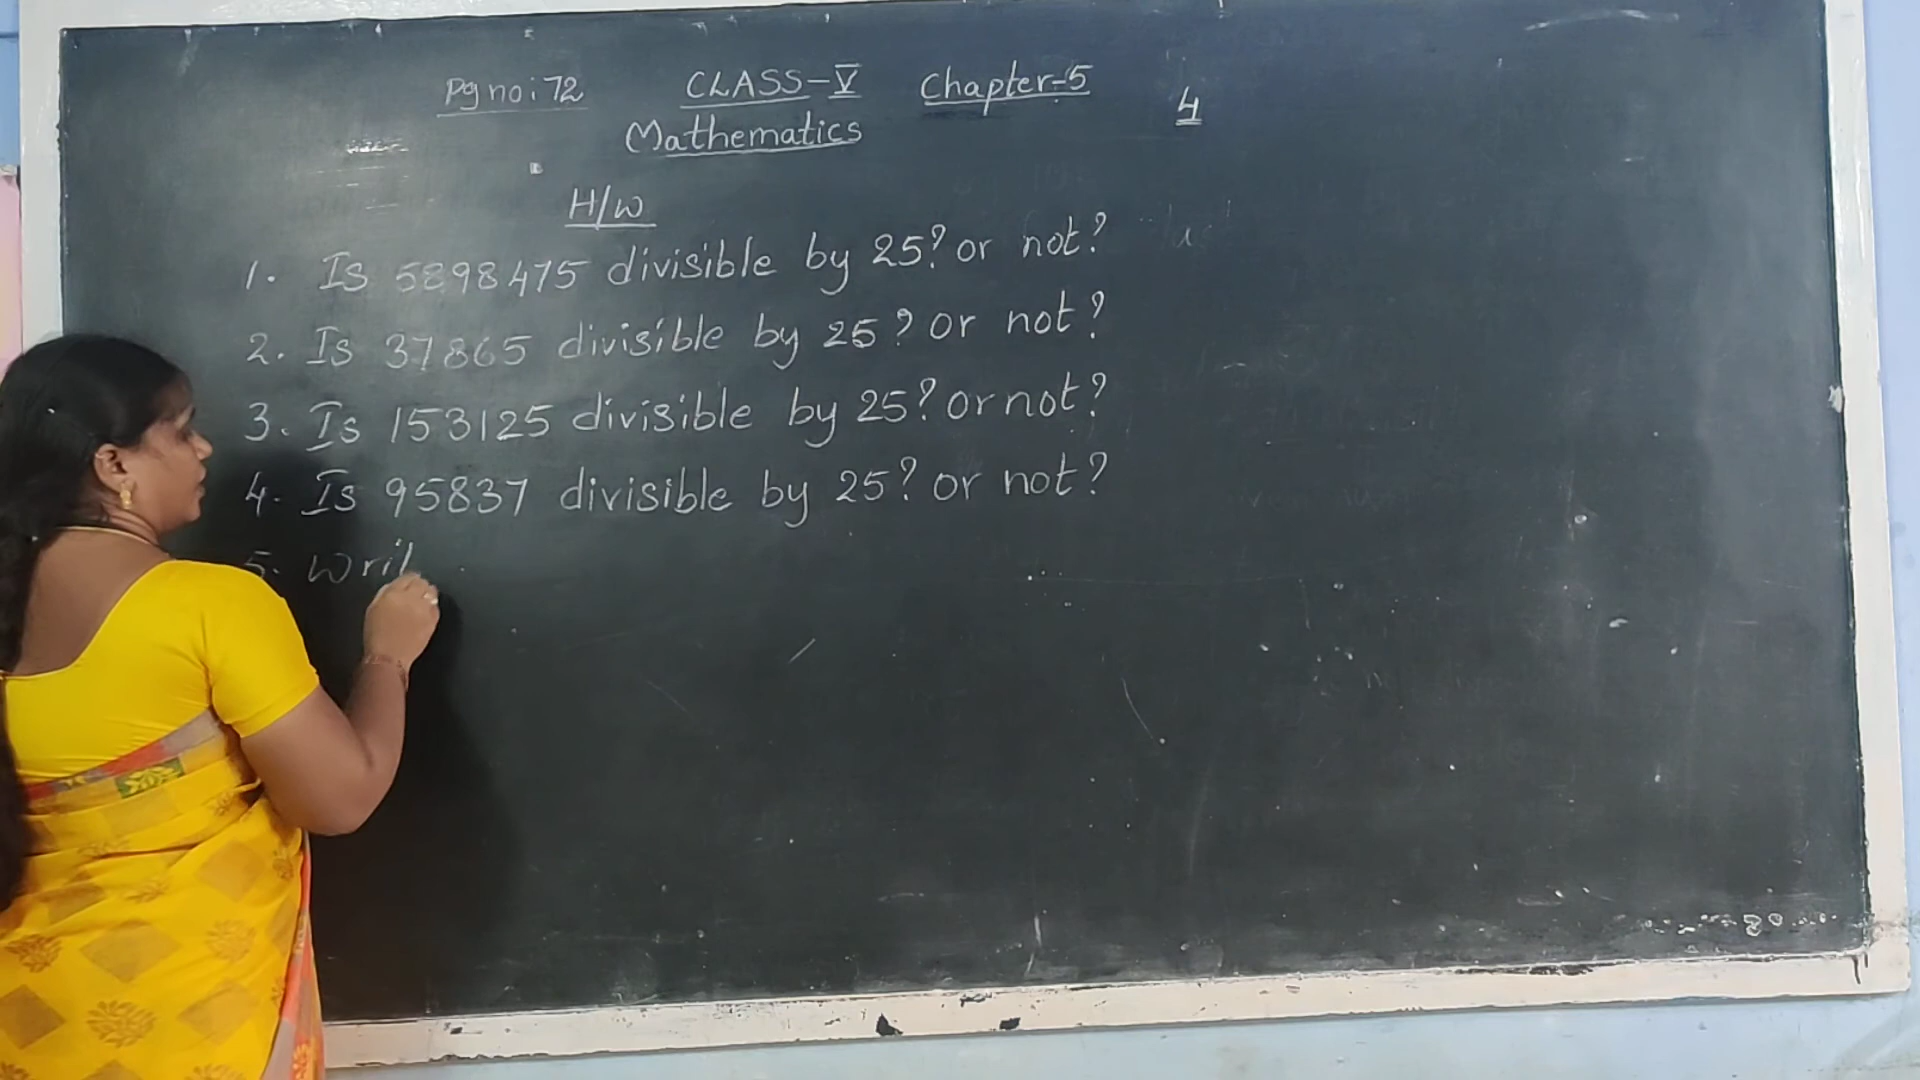 Pg no: 72 CLASS-V Chapter-5 4
Mathematics
H/W
1. Is 5898475 divisible by 25? or not?
2. Is 37865 divisible by 25? or not?
3. Is 153125 divisible by 25? or not?
4. Is 95837 divisible by 25? or not?
5.